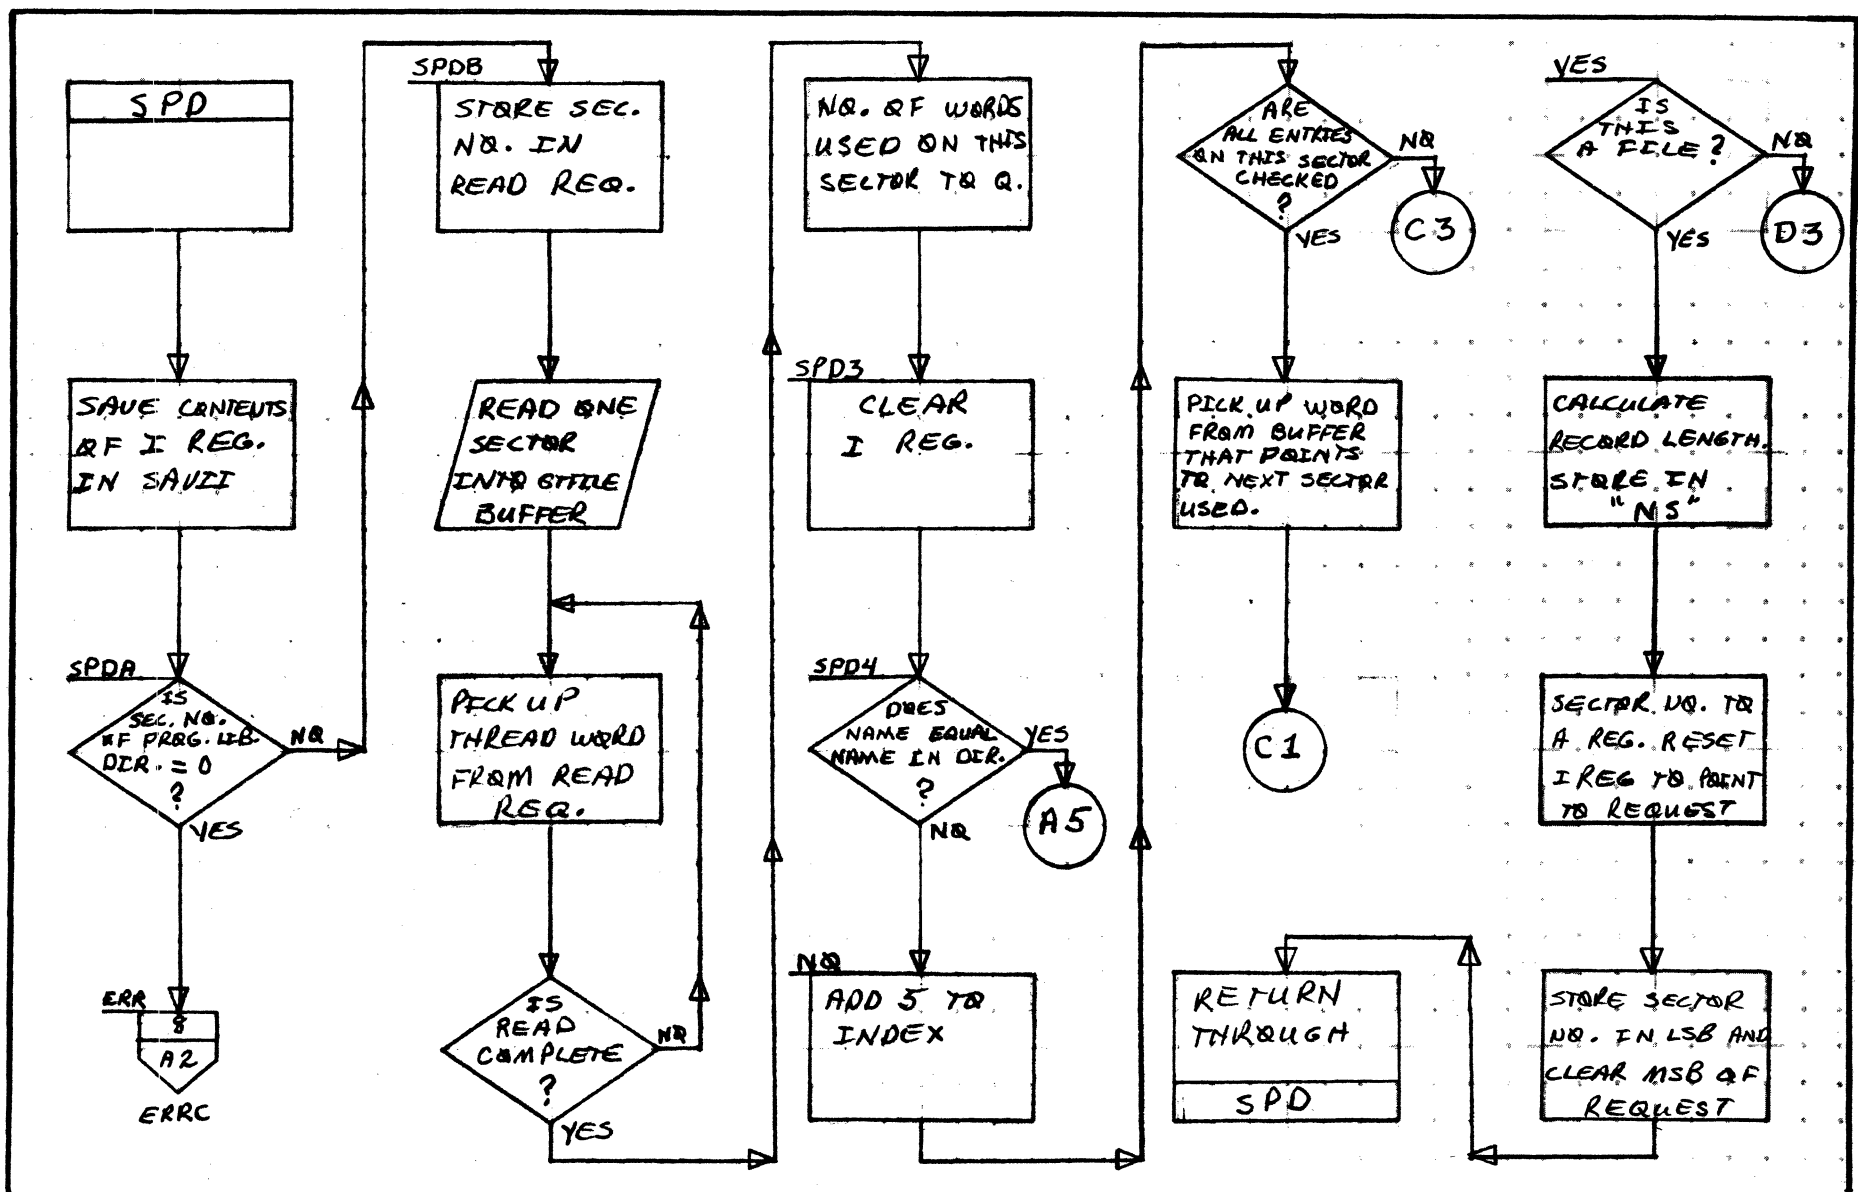 SPD
SAVE CONTENTS
OF I REG.
IN SAVII
SPDA
IS
SEC. NO.
OF PROG. LIB.
DIR. = 0
?
NO
YES
ERR
8
A2
ERRC
SPDB
STORE SEC.
NO. IN
READ REQ.
READ ONE
SECTOR
INTO
BUFFER
PICK UP
THREAD WORD
FROM READ
REQ.
IS
READ
COMPLETE
?
NO
YES
NO. OF WORDS
USED ON THIS
SECTOR TO Q.
SPD3
CLEAR
I REG.
SPD4
DOES
NAME EQUAL
NAME IN DIR.
?
YES
A5
NO
NO
ADD 5 TO
INDEX
ARE
ALL ENTRIES
ON THIS SECTOR
CHECKED
?
NO
C3
YES
PICK UP WORD
FROM BUFFER
THAT POINTS
TO NEXT SECTOR
USED.
C1
RETURN
THROUGH
SPD
YES
IS
THIS
A FILE?
NO
D3
YES
CALCULATE
RECORD LENGTH.
STORE IN
"NS"
SECTOR NO. TO
A REG. RESET
I REG TO POINT
TO REQUEST
STORE SECTOR
NO. IN LSB AND
CLEAR MSB OF
REQUEST